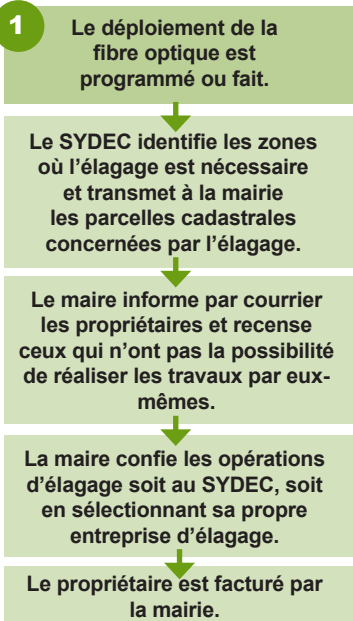 1
Le déploiement de la
fibre optique est
programmé ou fait.
Le SYDEC identifie les zones
où l'élagage est nécessaire
et transmet à la mairie
les parcelles cadastrales
concernées par l'élagage.
Le maire informe par courrier
les propriétaires et recense
ceux qui n'ont pas la possibilité
de réaliser les travaux par eux-
mêmes.
La maire confie les opérations
d'élagage soit au SYDEC, soit
en sélectionnant sa propre
entreprise d'élagage.
Le propriétaire est facturé par
la mairie.